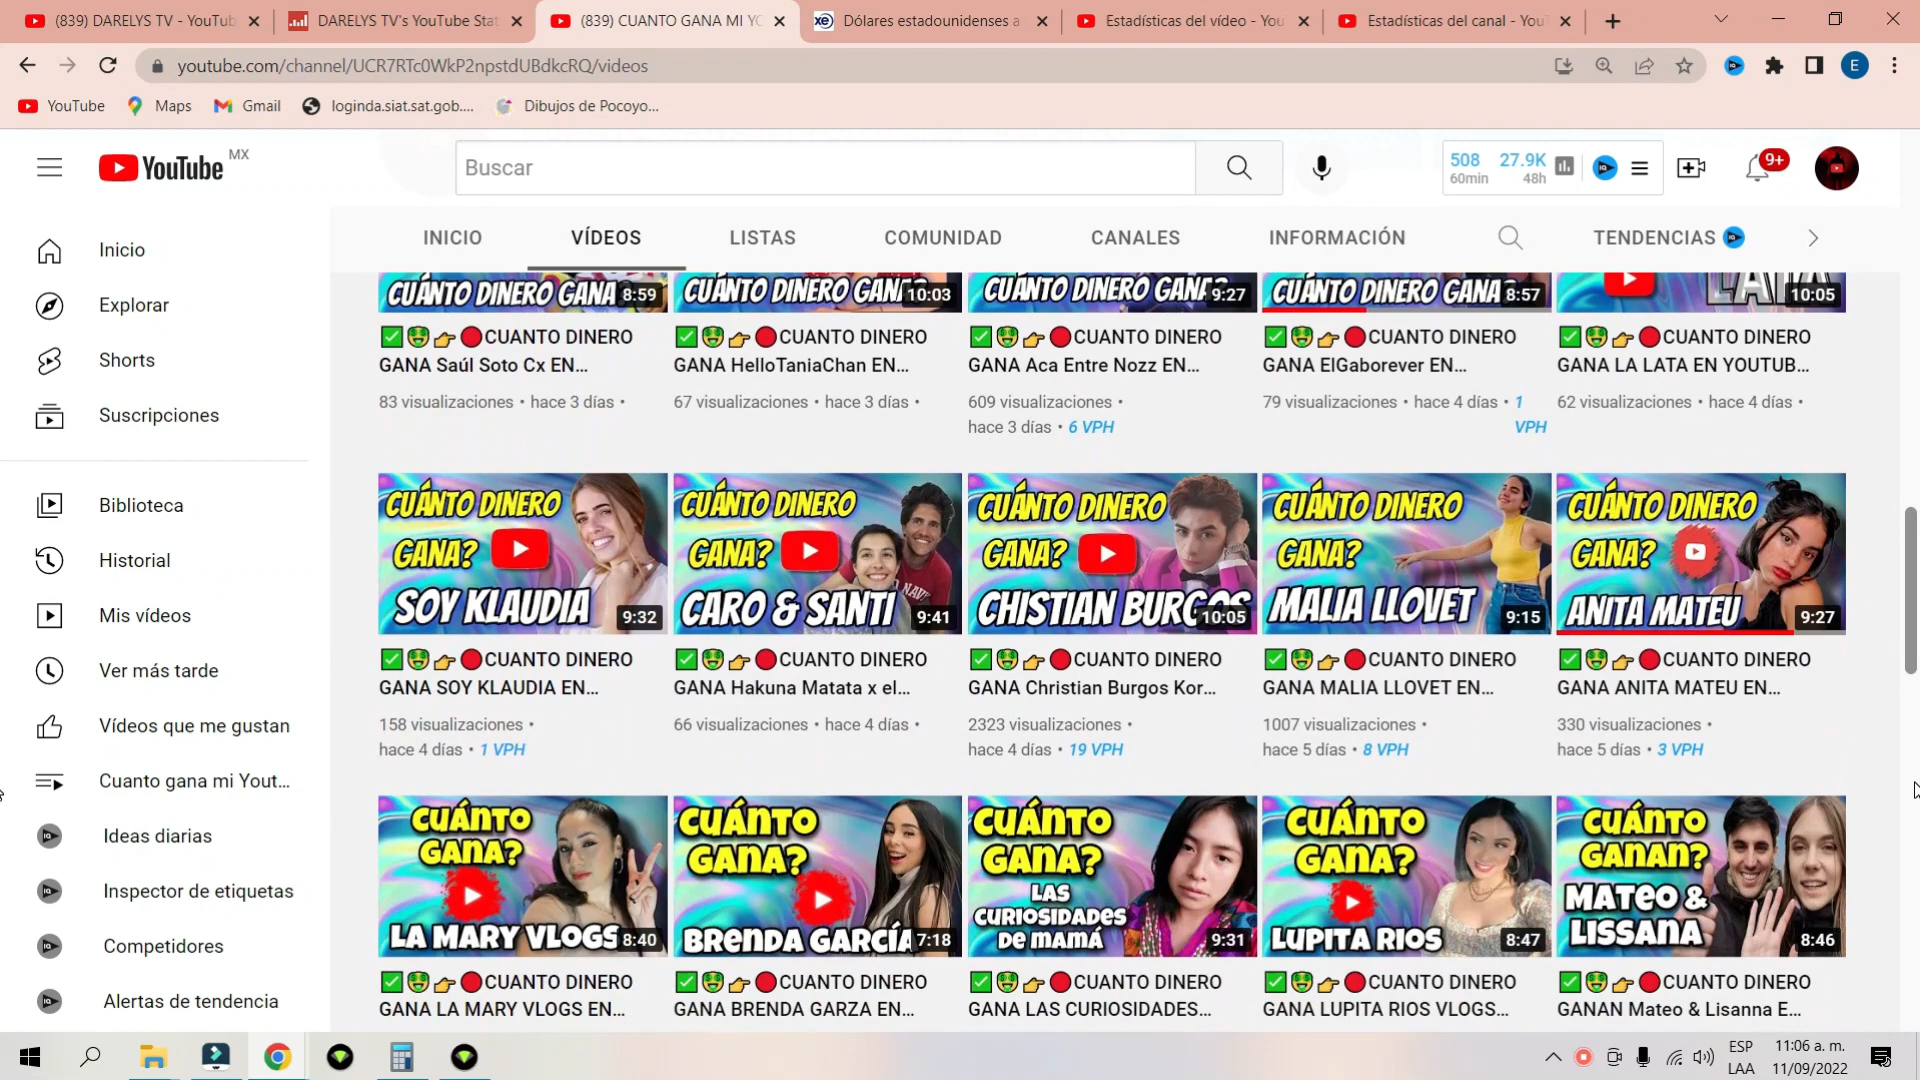 (839) DARELYS TV - YouTub
DARELYS TV's YouTube Stat
(839) CUANTO GANA MI YO
Dólares estadounidenses a
Estadísticas del vídeo - You
Estadísticas del canal - YouT
youtube.com/channel/UCR7RTc0WkP2npstdUBdkcRQ/videos
E
YouTube
Maps
Gmail
loginda.siat.sat.gob....
Dibujos de Pocoyo...
YouTube MX
Buscar
508 27.9K
60min 48h
9+
INICIO
VÍDEOS
LISTAS
COMUNIDAD
CANALES
INFORMACIÓN
TENDENCIAS
Inicio
Explorar
Shorts
Suscripciones
Biblioteca
Historial
Mis vídeos
Ver más tarde
Vídeos que me gustan
Cuanto gana mi Yout...
Ideas diarias
Inspector de etiquetas
Competidores
Alertas de tendencia
CUÁNTO DINERO GANA 8:59
✅🤑👉🔴CUANTO DINERO
GANA Saúl Soto Cx EN...
83 visualizaciones • hace 3 días •
CUÁNTO DINERO GANA 10:03
✅🤑👉🔴CUANTO DINERO
GANA HelloTaniaChan EN...
67 visualizaciones • hace 3 días •
CUÁNTO DINERO GANA 9:27
✅🤑👉🔴CUANTO DINERO
GANA Aca Entre Nozz EN...
609 visualizaciones •
hace 3 días • 6 VPH
CUÁNTO DINERO GANA 8:57
✅🤑👉🔴CUANTO DINERO
GANA ElGaborever EN...
79 visualizaciones • hace 4 días • 1
VPH
LATA 10:05
✅🤑👉🔴CUANTO DINERO
GANA LA LATA EN YOUTUB...
62 visualizaciones • hace 4 días •
CUÁNTO DINERO
GANA?
SOY KLAUDIA 9:32
✅🤑👉🔴CUANTO DINERO
GANA SOY KLAUDIA EN...
158 visualizaciones •
hace 4 días • 1 VPH
CUÁNTO DINERO
GANA?
CARO & SANTI 9:41
✅🤑👉🔴CUANTO DINERO
GANA Hakuna Matata x el...
66 visualizaciones • hace 4 días •
CUÁNTO DINERO
GANA?
CHISTIAN BURGOS 10:05
✅🤑👉🔴CUANTO DINERO
GANA Christian Burgos Kor...
2323 visualizaciones •
hace 4 días • 19 VPH
CUÁNTO DINERO
GANA?
MALIA LLOVET 9:15
✅🤑👉🔴CUANTO DINERO
GANA MALIA LLOVET EN...
1007 visualizaciones •
hace 5 días • 8 VPH
CUÁNTO DINERO
GANA?
ANITA MATEU 9:27
✅🤑👉🔴CUANTO DINERO
GANA ANITA MATEU EN...
330 visualizaciones •
hace 5 días • 3 VPH
CUÁNTO
GANA?
LA MARY VLOGS 8:40
✅🤑👉🔴CUANTO DINERO
GANA LA MARY VLOGS EN...
CUÁNTO
GANA?
BRENDA GARCÍA 7:18
✅🤑👉🔴CUANTO DINERO
GANA BRENDA GARZA EN...
CUÁNTO
GANA?
LAS
CURIOSIDADES
DE MAMÁ 9:31
✅🤑👉🔴CUANTO DINERO
GANA LAS CURIOSIDADES...
CUÁNTO
GANA?
LUPITA RIOS 8:47
✅🤑👉🔴CUANTO DINERO
GANA LUPITA RIOS VLOGS...
CUÁNTO
GANAN?
MATEO &
LISSANA 8:46
✅🤑👉🔴CUANTO DINERO
GANAN Mateo & Lisanna E...
ESP
LAA
11:06 a. m.
11/09/2022